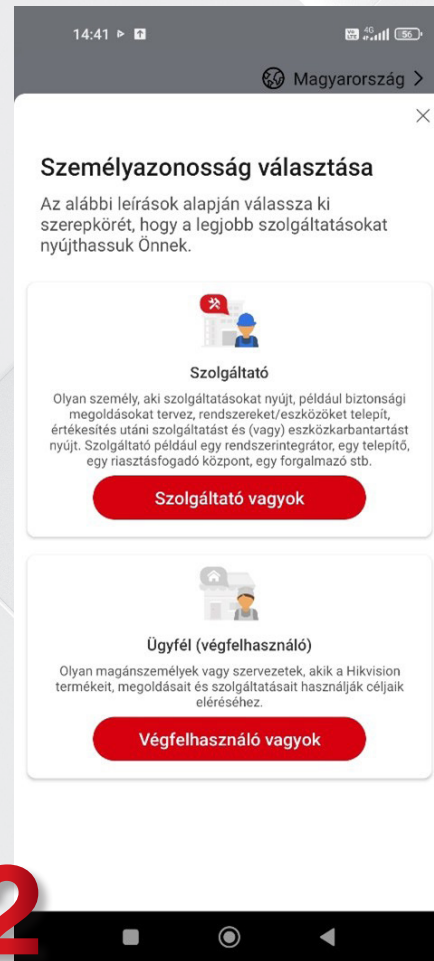 14:41
4G
56
Magyarország
Személyazonosság választása
Az alábbi leírások alapján válassza ki
szerepkörét, hogy a legjobb szolgáltatásokat
nyújthassuk Önnek.
Szolgáltató
Olyan személy, aki szolgáltatásokat nyújt, például biztonsági
megoldásokat tervez, rendszereket/eszközöket telepít,
értékesítés utáni szolgáltatást és (vagy) eszközkarbantartást
nyújt. Szolgáltató például egy rendszerintegrátor, egy telepítő,
egy riasztásfogadó központ, egy forgalmazó stb.
Szolgáltató vagyok
Ügyfél (végfelhasználó)
Olyan magánszemélyek vagy szervezetek, akik a Hikvision
termékeit, megoldásait és szolgáltatásait használják céljaik
eléréséhez.
Végfelhasználó vagyok
2